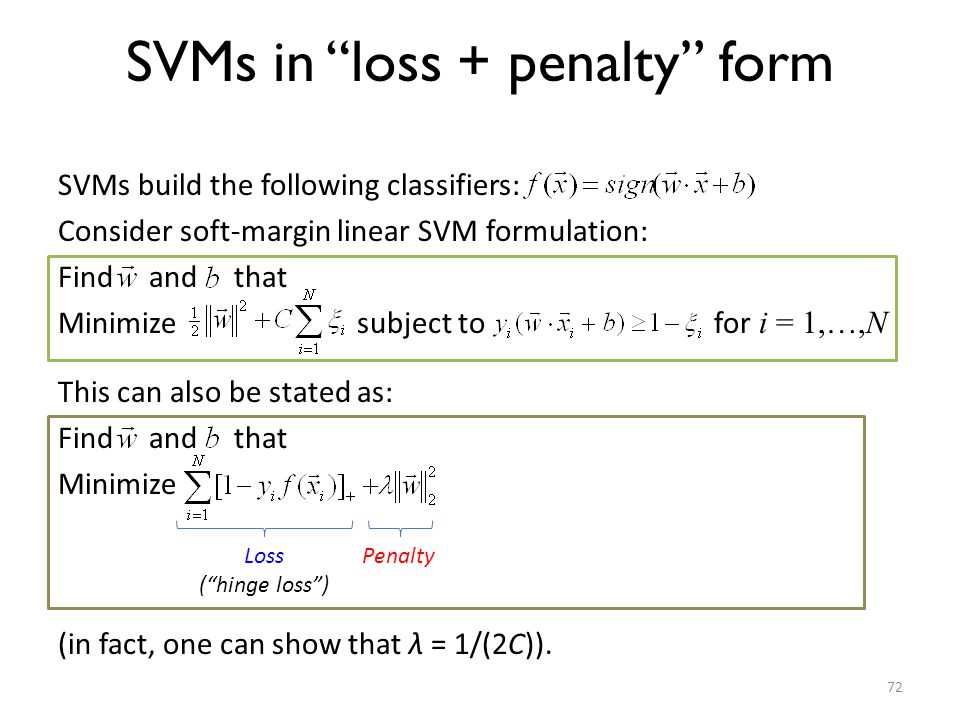 SVMs in “loss + penalty” form
SVMs build the following classifiers: $f(\vec{x}) = sign(\vec{w} \cdot \vec{x} + b)$
Consider soft-margin linear SVM formulation:
Find $\vec{w}$ and $b$ that
Minimize $\frac{1}{2} \|\vec{w}\|^2 + C \sum_{i=1}^{N} \xi_i$ subject to $y_i(\vec{w} \cdot \vec{x}_i + b) \geq 1 - \xi_i$ for i = 1,…,N
This can also be stated as:
Find $\vec{w}$ and $b$ that
Minimize $\sum_{i=1}^{N} [1 - y_i f(\vec{x}_i)]_+ + \lambda \|\vec{w}\|_2^2$
Loss Penalty
(“hinge loss”)
(in fact, one can show that λ = 1/(2C)).
72